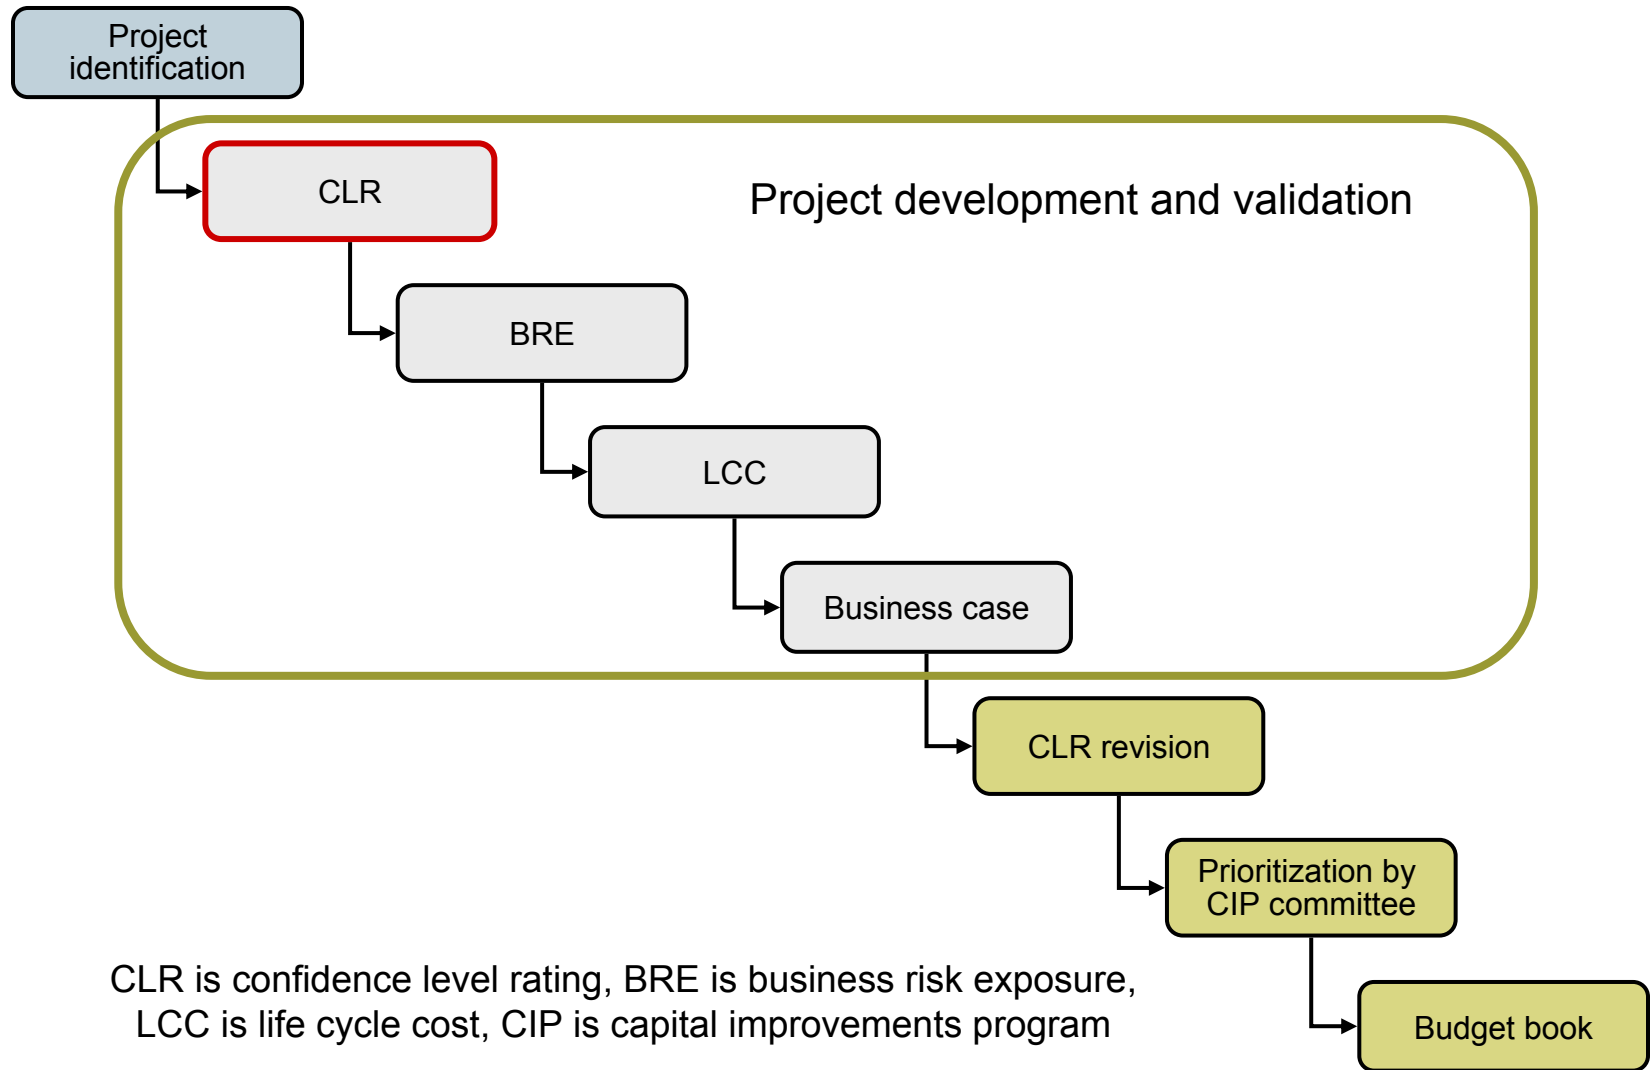 Project
identification
CLR
Project development and validation
BRE
LCC
Business case
CLR revision
Prioritization by
CIP committee
CLR is confidence level rating, BRE is business risk exposure,
LCC is life cycle cost, CIP is capital improvements program
Budget book